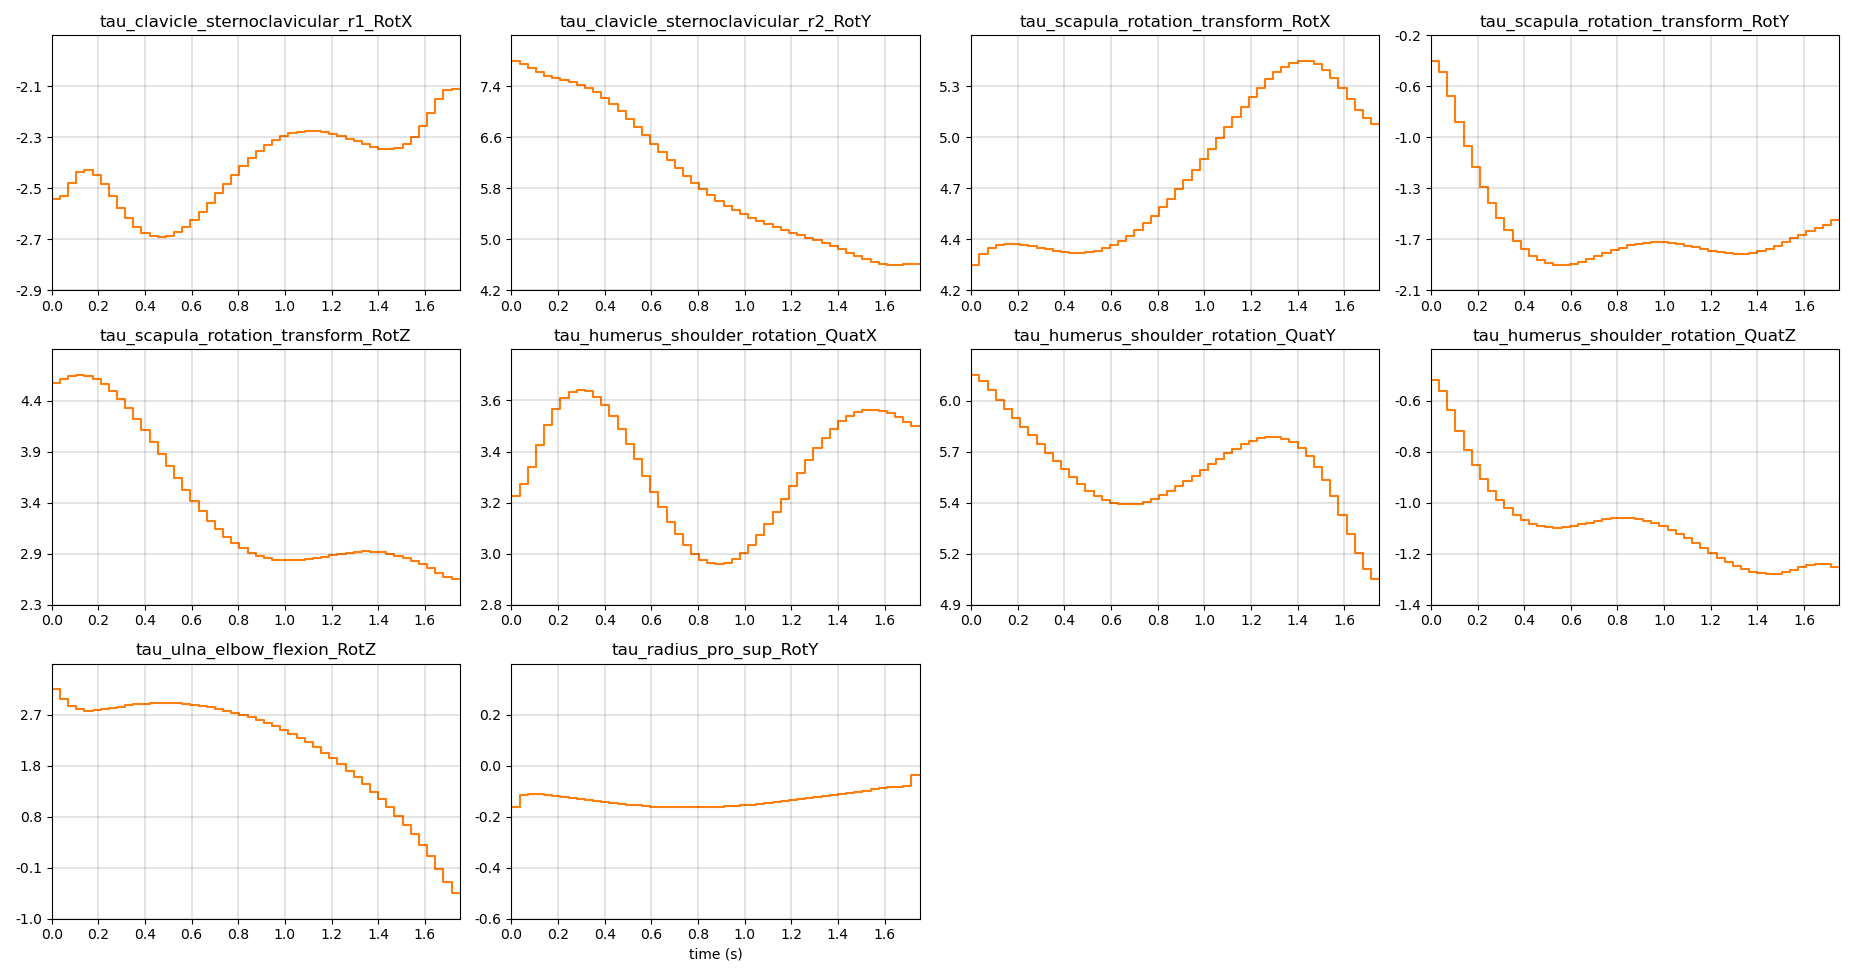 tau_clavicle_sternoclavicular_r1_RotX
-2.1
-2.3
-2.5
-2.7
-2.9
0.0 0.2 0.4 0.6 0.8 1.0 1.2 1.4 1.6
tau_clavicle_sternoclavicular_r2_RotY
7.4
6.6
5.8
5.0
4.2
0.0 0.2 0.4 0.6 0.8 1.0 1.2 1.4 1.6
tau_scapula_rotation_transform_RotX
5.3
5.0
4.7
4.4
4.2
0.0 0.2 0.4 0.6 0.8 1.0 1.2 1.4 1.6
tau_scapula_rotation_transform_RotY
-0.2
-0.6
-1.0
-1.3
-1.7
-2.1
0.0 0.2 0.4 0.6 0.8 1.0 1.2 1.4 1.6
tau_scapula_rotation_transform_RotZ
4.4
3.9
3.4
2.9
2.3
0.0 0.2 0.4 0.6 0.8 1.0 1.2 1.4 1.6
tau_humerus_shoulder_rotation_QuatX
3.6
3.4
3.2
3.0
2.8
0.0 0.2 0.4 0.6 0.8 1.0 1.2 1.4 1.6
tau_humerus_shoulder_rotation_QuatY
6.0
5.7
5.4
5.2
4.9
0.0 0.2 0.4 0.6 0.8 1.0 1.2 1.4 1.6
tau_humerus_shoulder_rotation_QuatZ
-0.6
-0.8
-1.0
-1.2
-1.4
0.0 0.2 0.4 0.6 0.8 1.0 1.2 1.4 1.6
tau_ulna_elbow_flexion_RotZ
2.7
1.8
0.8
-0.1
-1.0
0.0 0.2 0.4 0.6 0.8 1.0 1.2 1.4 1.6
tau_radius_pro_sup_RotY
0.2
0.0
-0.2
-0.4
-0.6
0.0 0.2 0.4 0.6 0.8 1.0 1.2 1.4 1.6
time (s)